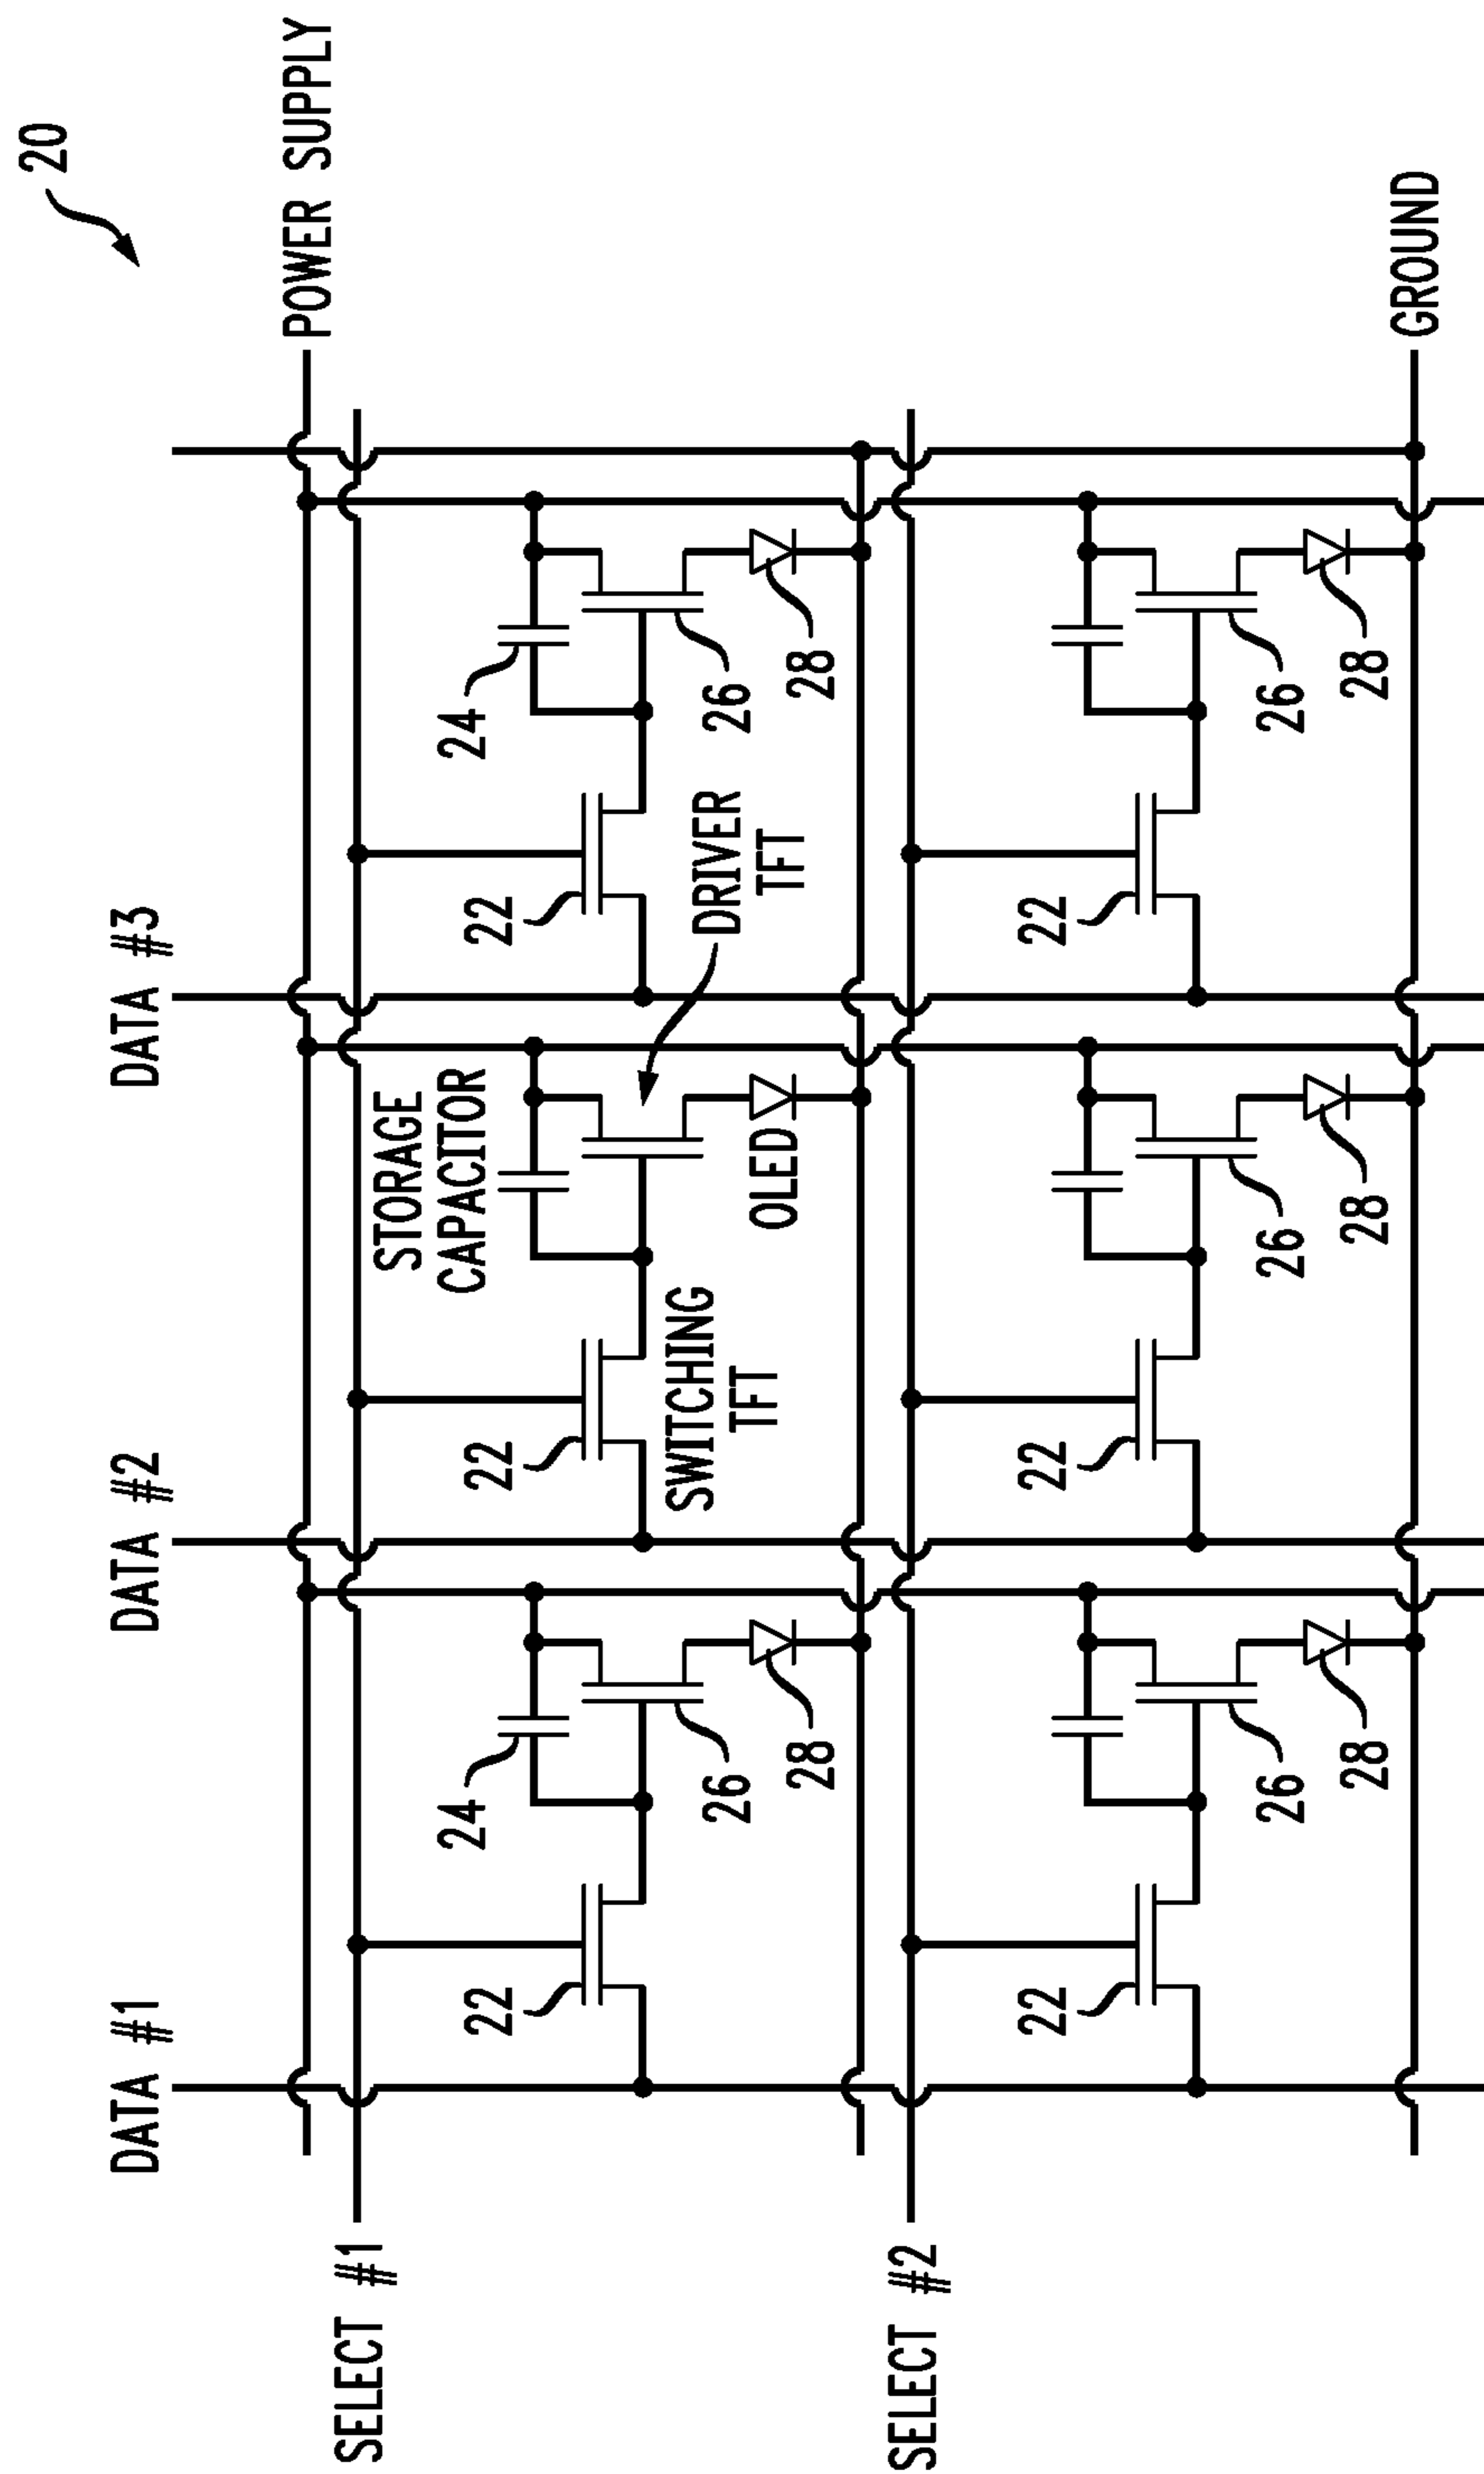 20
DATA #1
DATA #2
DATA #3
POWER SUPPLY
SELECT #1
STORAGE
CAPACITOR
24
24
22
22
22
SWITCHING
TFT
DRIVER
TFT
26
26
28
OLED
28
SELECT #2
22
22
22
26
26
26
28
28
28
GROUND